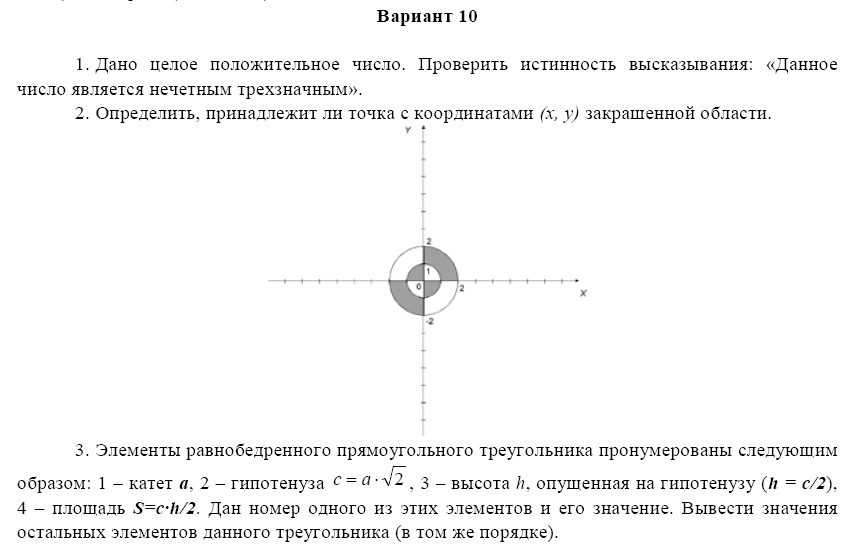 Вариант 10
1. Дано целое положительное число. Проверить истинность высказывания: «Данное
число является нечетным трехзначным».
2. Определить, принадлежит ли точка с координатами (x, y) закрашенной области.
Y
2
1
0
2
X
-2
3. Элементы равнобедренного прямоугольного треугольника пронумерованы следующим
образом: 1 – катет a, 2 – гипотенуза c = a · √2 , 3 – высота h, опущенная на гипотенузу (h = c/2),
4 – площадь S=c·h/2. Дан номер одного из этих элементов и его значение. Вывести значения
остальных элементов данного треугольника (в том же порядке).